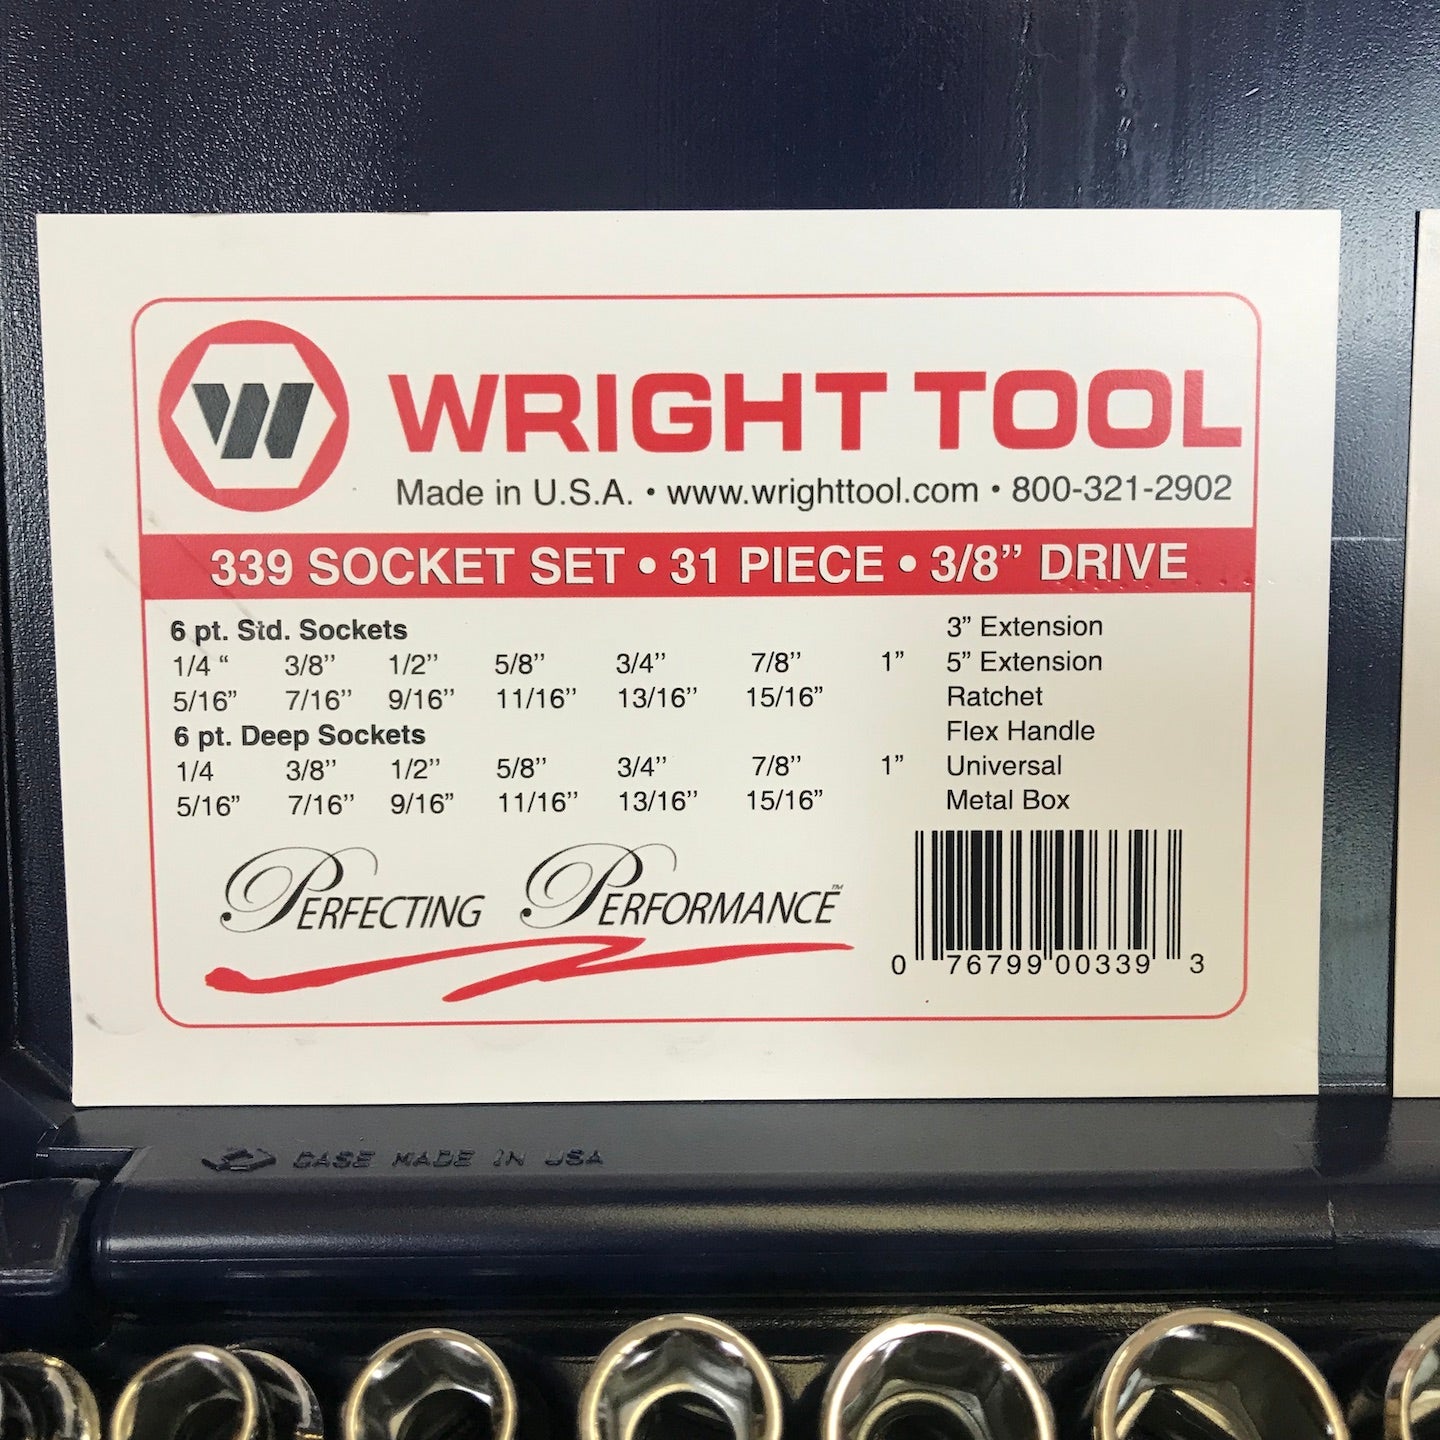 W WRIGHT TOOL
Made in U.S.A. • www.wrighttool.com • 800-321-2902
339 SOCKET SET • 31 PIECE • 3/8’’ DRIVE
6 pt. Std. Sockets
1/4 “ 3/8’’ 1/2’’ 5/8’’ 3/4’’ 7/8’’ 1”
5/16” 7/16’’ 9/16’’ 11/16’’ 13/16’’ 15/16”
6 pt. Deep Sockets
1/4 3/8’’ 1/2’’ 5/8’’ 3/4’’ 7/8’’ 1”
5/16” 7/16’’ 9/16” 11/16’’ 13/16’’ 15/16”
3” Extension
5” Extension
Ratchet
Flex Handle
Universal
Metal Box
PERFECTING PERFORMANCE™
0 76799 00339 3
CASE MADE IN USA